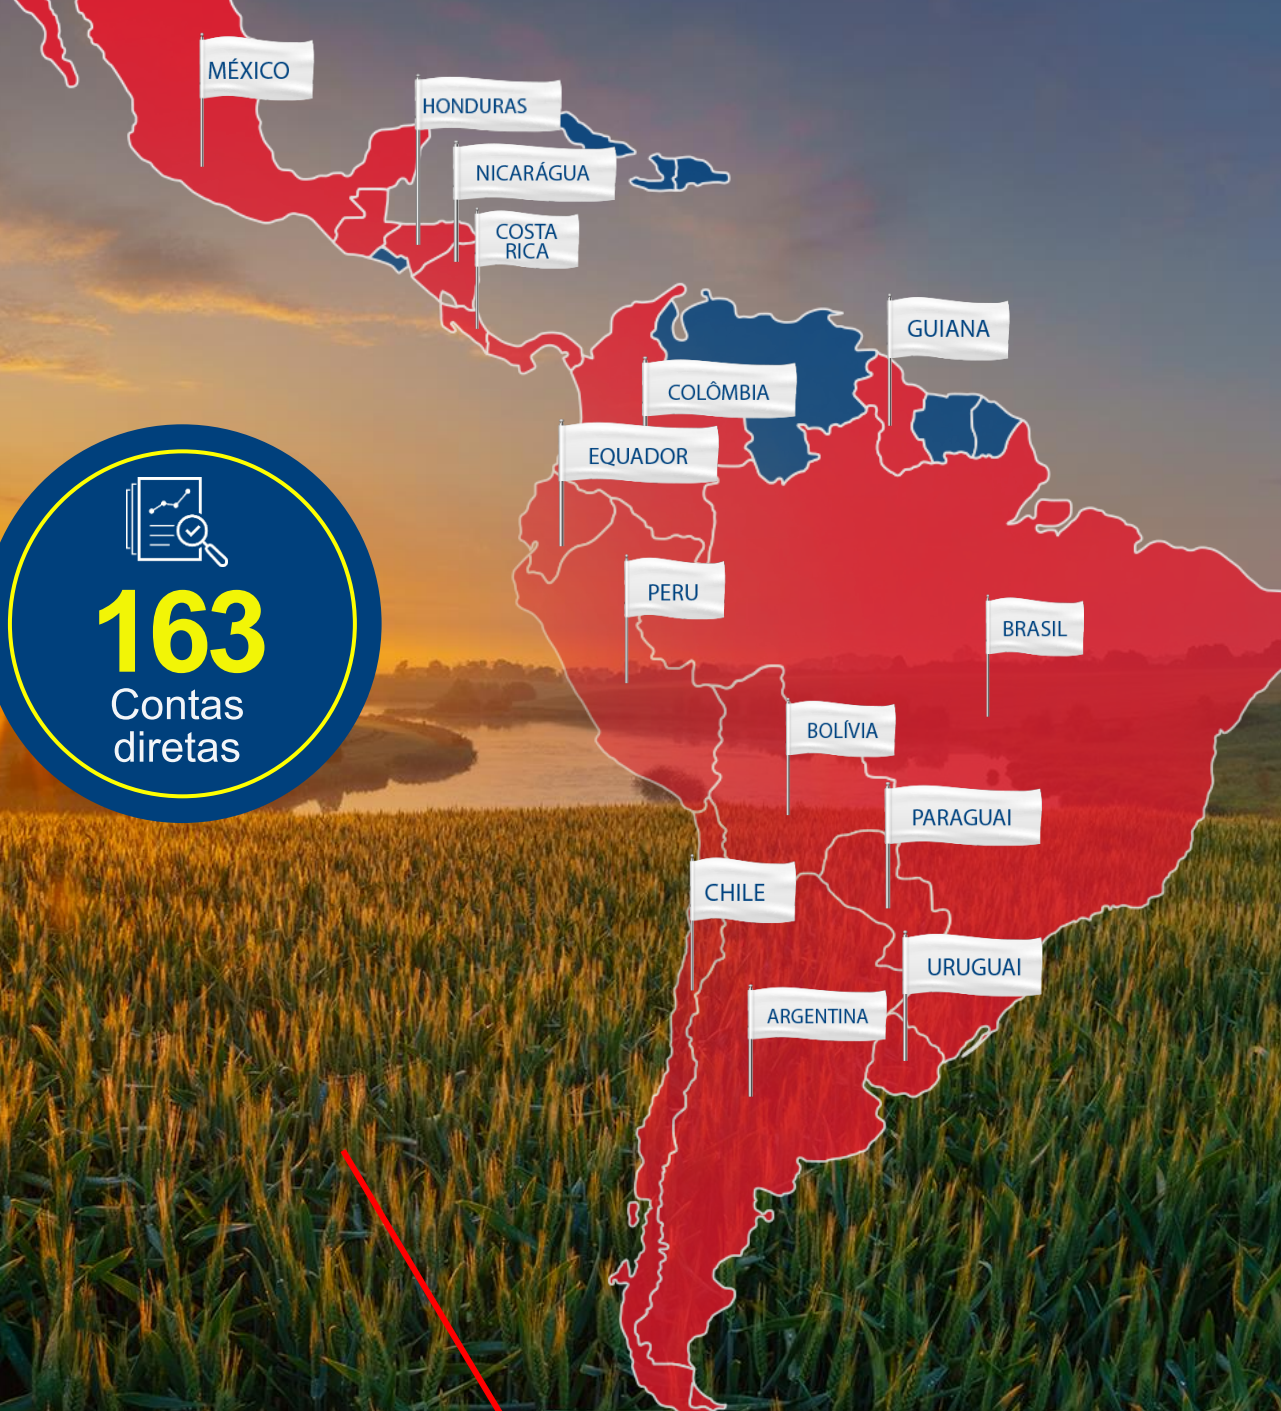 MÉXICO
HONDURAS
NICARÁGUA
COSTA
RICA
GUIANA
COLÔMBIA
EQUADOR
PERU
BRASIL
BOLÍVIA
PARAGUAI
CHILE
URUGUAI
ARGENTINA
163
Contas
diretas